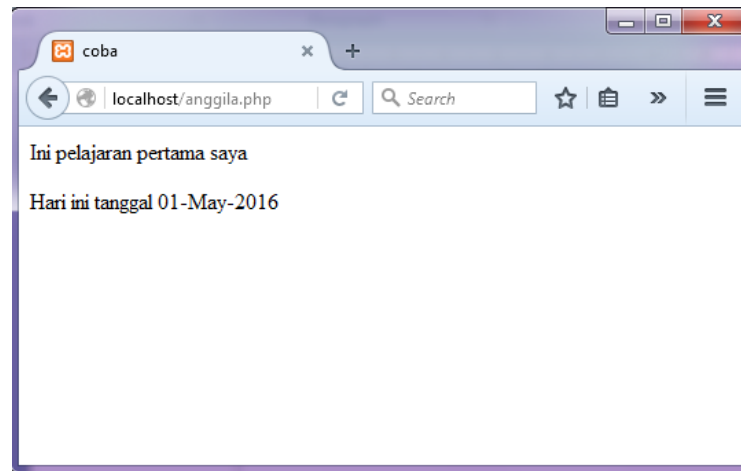 coba
localhost/anggila.php
Search
Ini pelajaran pertama saya
Hari ini tanggal 01-May-2016